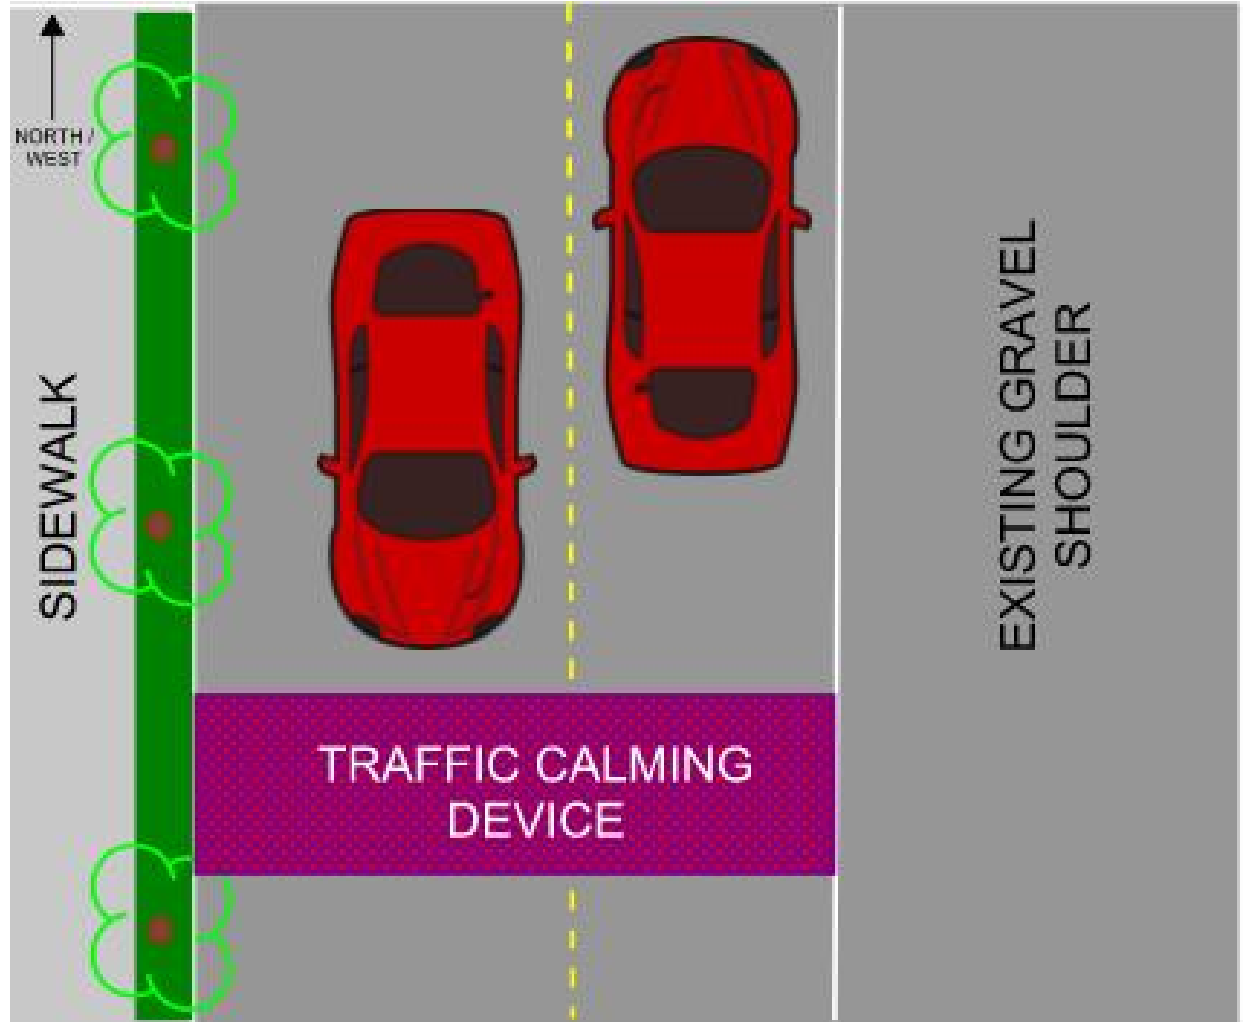 NORTH /
WEST
SIDEWALK
EXISTING GRAVEL
SHOULDER
TRAFFIC CALMING
DEVICE